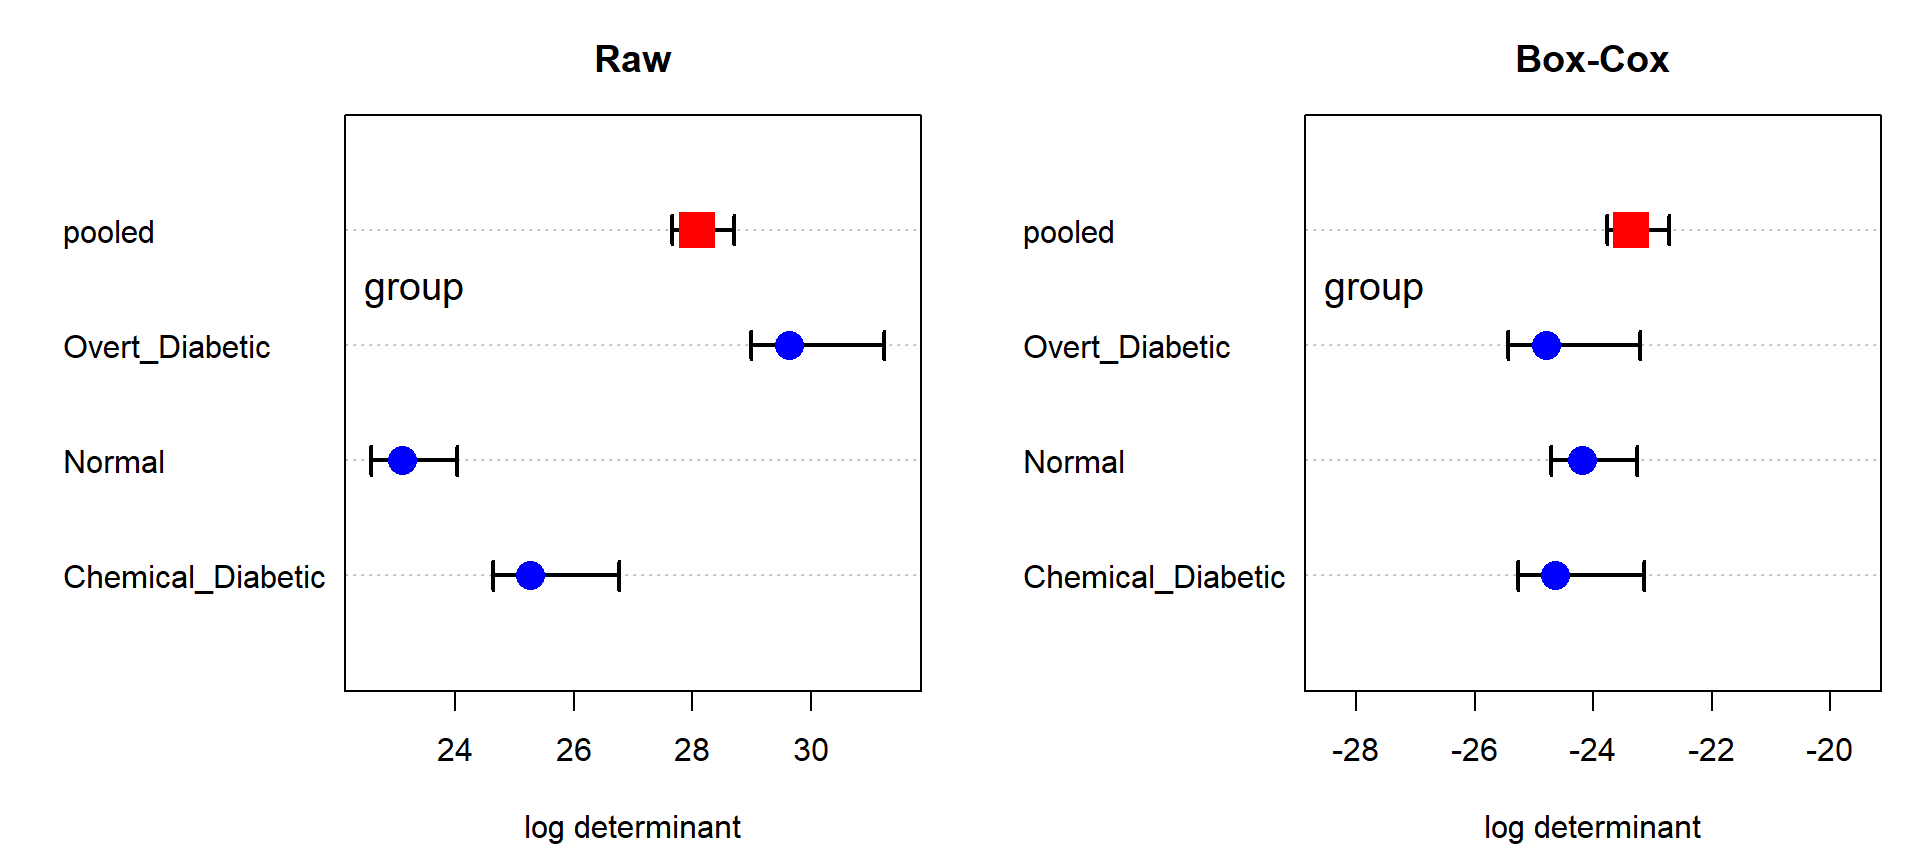 Raw
pooled
group
Overt_Diabetic
Normal
Chemical_Diabetic
24 26 28 30
log determinant
Box-Cox
pooled
group
Overt_Diabetic
Normal
Chemical_Diabetic
-28 -26 -24 -22 -20
log determinant